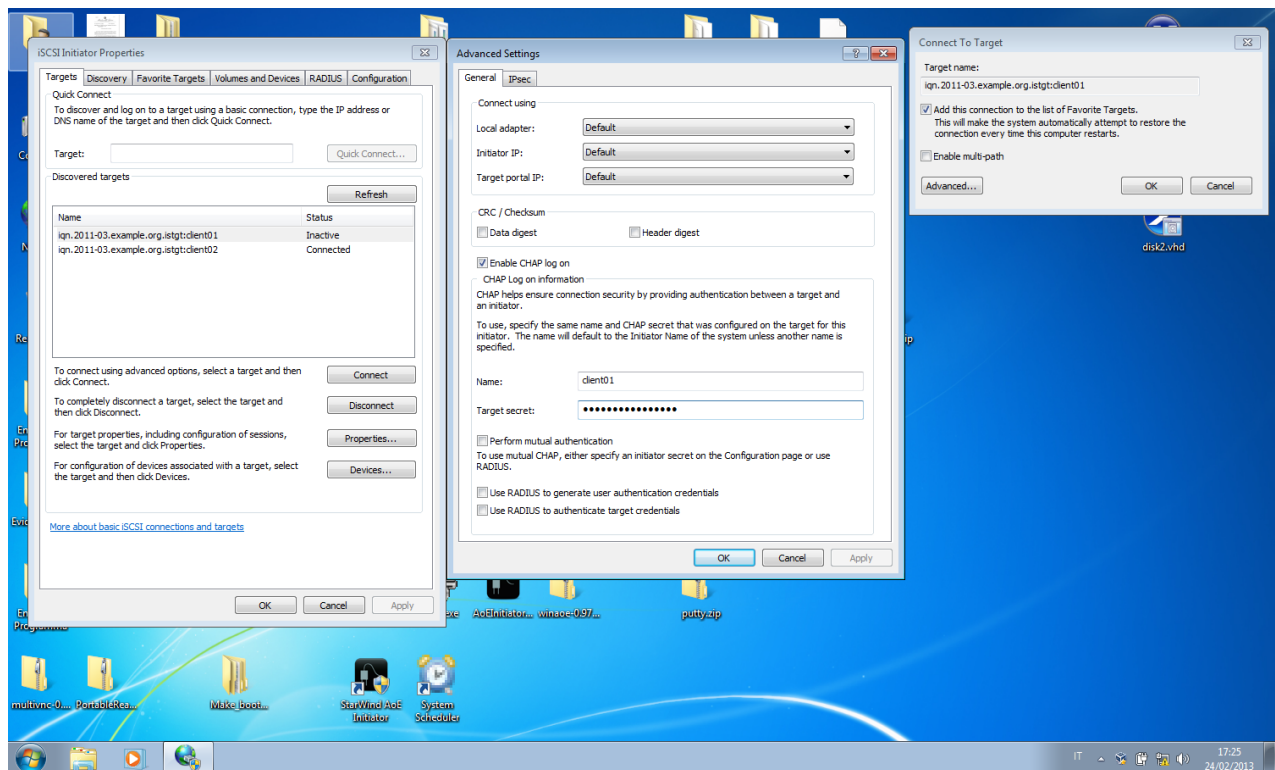 iSCSI Initiator Properties
Targets
Discovery
Favorite Targets
Volumes and Devices
RADIUS
Configuration
Quick Connect
To discover and log on to a target using a basic connection, type the IP address or
DNS name of the target and then click Quick Connect.
Target:
Quick Connect...
Discovered targets
Refresh
Name Status
iqn.2011-03.example.org.istgt:client01 Inactive
iqn.2011-03.example.org.istgt:client02 Connected
To connect using advanced options, select a target and then
click Connect.
Connect
To completely disconnect a target, select the target and
then click Disconnect.
Disconnect
For target properties, including configuration of sessions,
select the target and click Properties.
Properties...
For configuration of devices associated with a target, select
the target and then click Devices.
Devices...
More about basic iSCSI connections and targets
OK Cancel Apply
Advanced Settings
General
IPsec
Connect using
Local adapter: Default
Initiator IP: Default
Target portal IP: Default
CRC / Checksum
Data digest
Header digest
Enable CHAP log on
CHAP Log on information
CHAP helps ensure connection security by providing authentication between a target and
an initiator.
To use, specify the same name and CHAP secret that was configured on the target for this
initiator. The name will default to the Initiator Name of the system unless another name is
specified.
Name: client01
Target secret: ••••••••••••••••
Perform mutual authentication
To use mutual CHAP, either specify an initiator secret on the Configuration page or use
RADIUS.
Use RADIUS to generate user authentication credentials
Use RADIUS to authenticate target credentials
OK Cancel Apply
Connect To Target
Target name:
iqn.2011-03.example.org.istgt:client01
Add this connection to the list of Favorite Targets.
This will make the system automatically attempt to restore the
connection every time this computer restarts.
Enable multi-path
Advanced...
OK Cancel
disk2.vhd
AoEInitiator... winaoe-0.97... putty.zip
multivnc-0.... PortableRea... Make_boot... StarWind AoE
Initiator
System
Scheduler
IT
17:25
24/02/2013